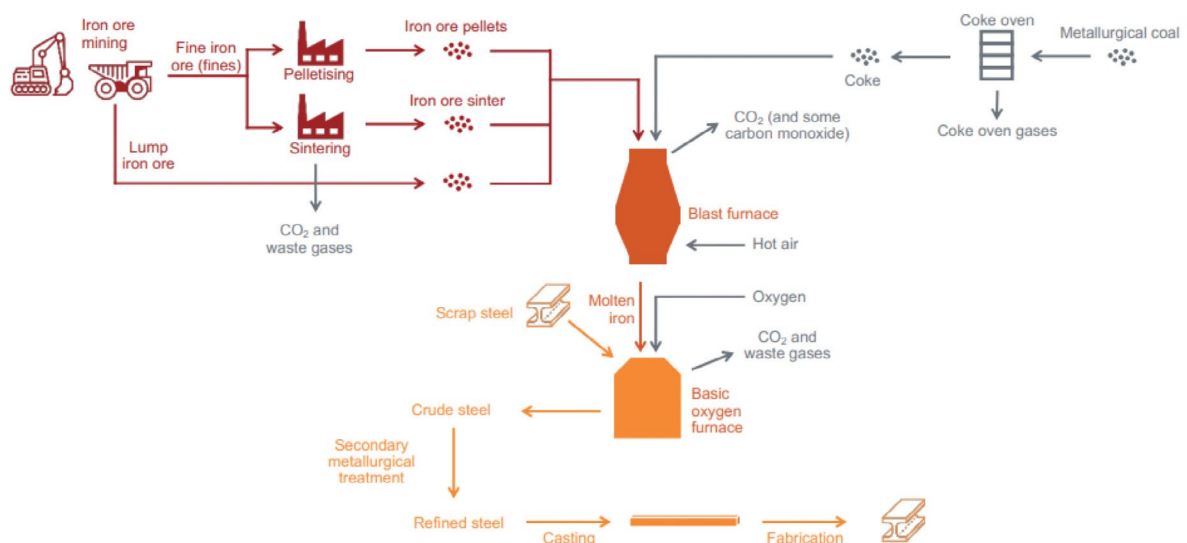 Iron ore
mining
Fine iron
ore (fines)
Pelletising
Iron ore pellets
Sintering
Iron ore sinter
Lump
iron ore
CO₂ and
waste gases
Coke oven
Metallurgical coal
Coke
Coke oven gases
CO₂ (and some
carbon monoxide)
Blast furnace
Hot air
Molten
iron
Oxygen
Scrap steel
CO₂ and
waste gases
Basic
oxygen
furnace
Crude steel
Secondary
metallurgical
treatment
Refined steel
Casting
Fabrication